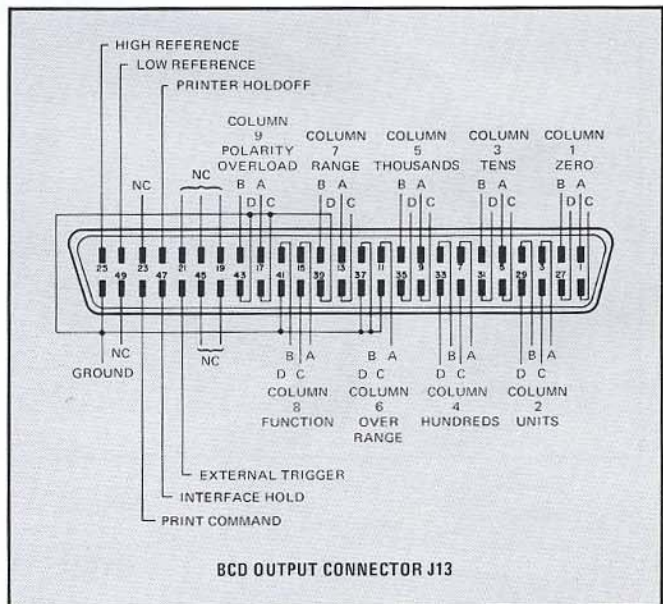 HIGH REFERENCE
LOW REFERENCE
PRINTER HOLDOFF
COLUMN
9
POLARITY
OVERLOAD
COLUMN
7
RANGE
COLUMN
5
THOUSANDS
COLUMN
3
TENS
COLUMN
1
ZERO
NC
NC
B A
D C
B A
D C
B A
D C
B A
D C
B A
D C
25 49 23 47 21 45 19 43 17 41 15 39 13 37 11 35 9 33 7 31 5 29 3 27 1
GROUND
NC
NC
B A
D C
COLUMN
8
FUNCTION
B A
D C
COLUMN
6
OVER
RANGE
B A
D C
COLUMN
4
HUNDREDS
B A
D C
COLUMN
2
UNITS
EXTERNAL TRIGGER
INTERFACE HOLD
PRINT COMMAND
BCD OUTPUT CONNECTOR J13